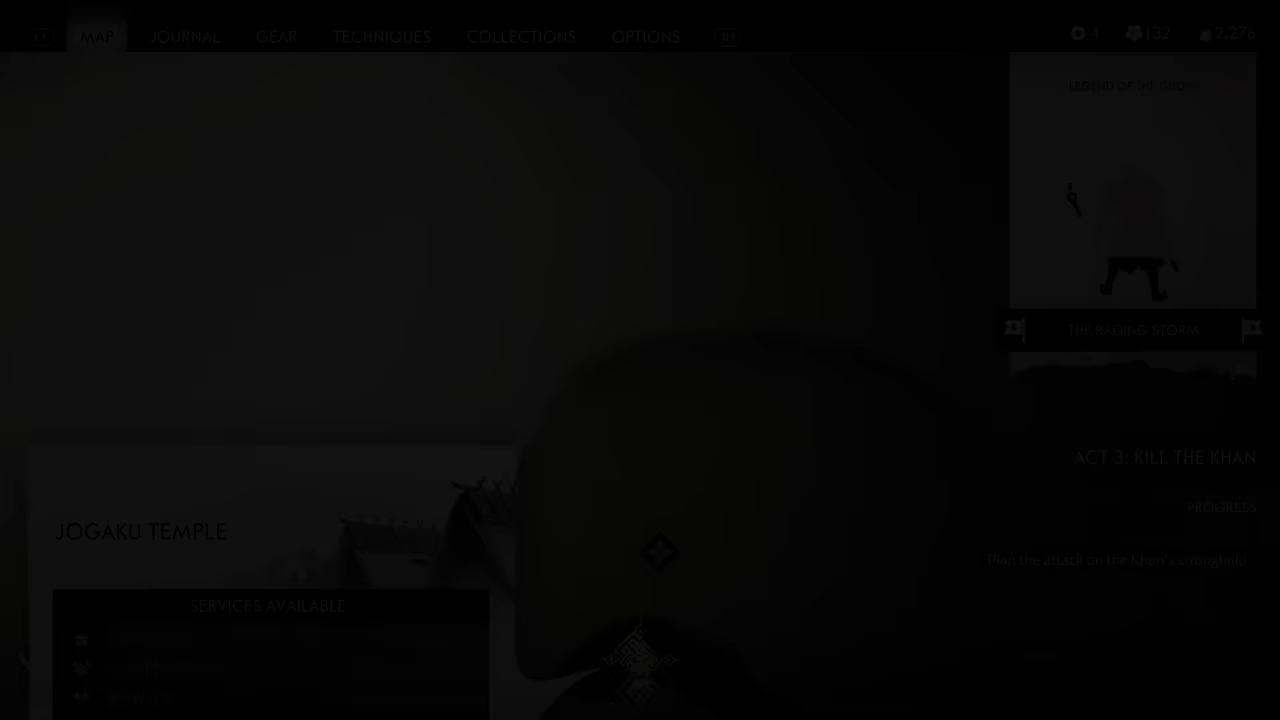 MAP JOURNAL GEAR TECHNIQUES COLLECTIONS OPTIONS
4 132 2,276
LEGEND OF THE GHOST
THE RAGING STORM
ACT 3: KILL THE KHAN
PROGRESS
Plan the attack on the Khan's stronghold
JOGAKU TEMPLE
SERVICES AVAILABLE